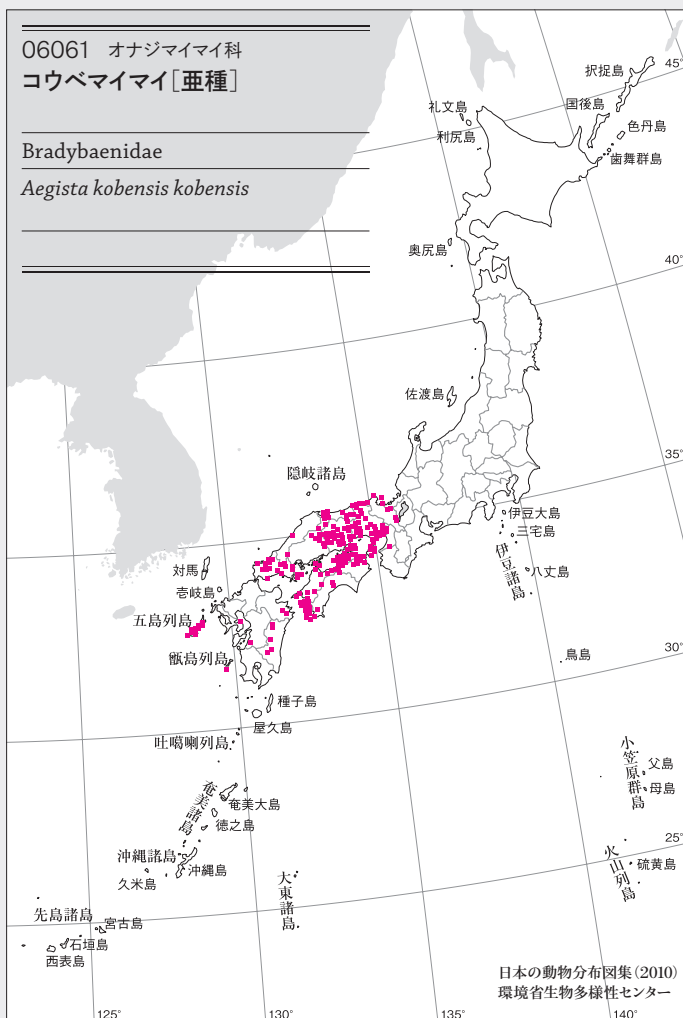 06061 オナジマイマイ科
コウベマイマイ[亜種]
Bradybaenidae
Aegista kobensis kobensis
択捉島
45°
国後島
礼文島
色丹島
利尻島
歯舞群島
奥尻島
40°
佐渡島
35°
隠岐諸島
伊豆大島
三宅島
伊豆諸島
八丈島
対馬
壱岐島
五島列島
甑島列島
鳥島
30°
種子島
屋久島
吐噶喇列島
小笠原群島
父島
母島
奄美諸島
奄美大島
徳之島
25°
沖縄諸島
沖縄島
久米島
火山列島
硫黄島
大東諸島
先島諸島
宮古島
石垣島
西表島
日本の動物分布図集(2010)
環境省生物多様性センター
125°
130°
135°
140°